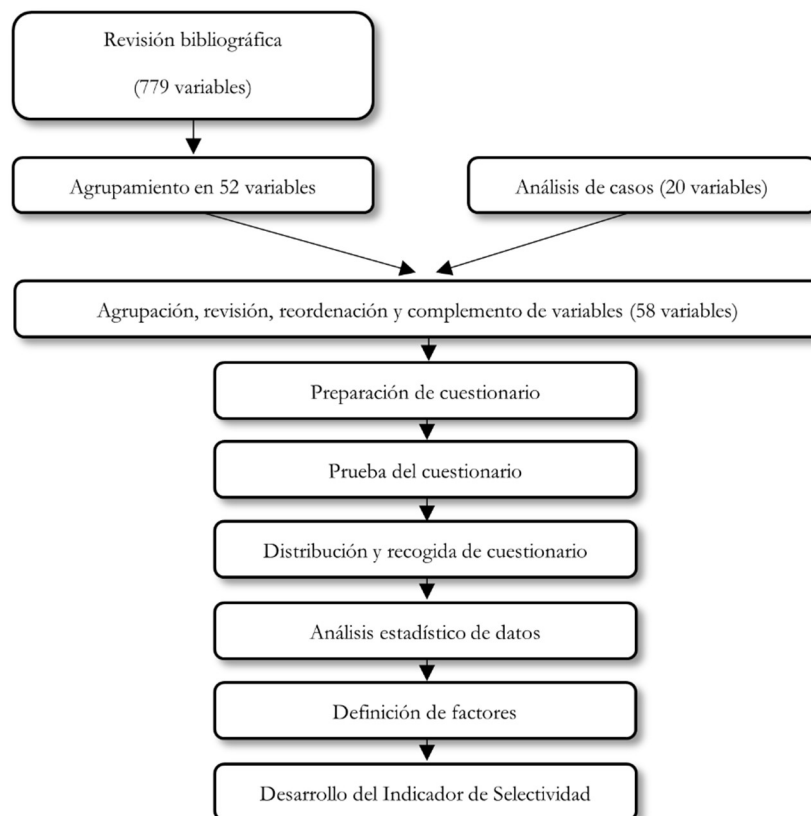 Revisión bibliográfica
(779 variables)
Agrupamiento en 52 variables
Análisis de casos (20 variables)
Agrupación, revisión, reordenación y complemento de variables (58 variables)
Preparación de cuestionario
Prueba del cuestionario
Distribución y recogida de cuestionario
Análisis estadístico de datos
Definición de factores
Desarrollo del Indicador de Selectividad